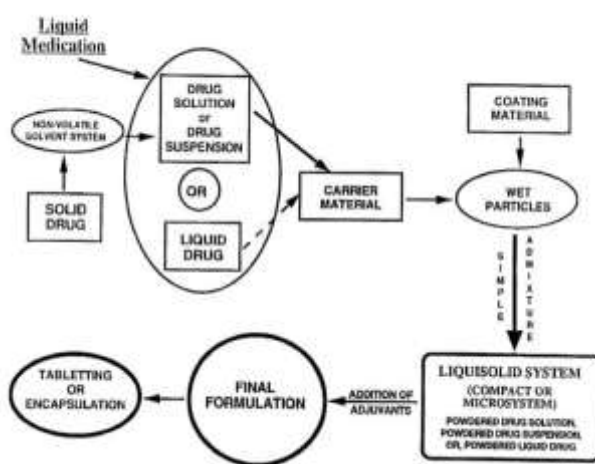 Liquid
Medication
DRUG
SOLUTION
or
DRUG
SUSPENSION
NON-VOLATILE
SOLVENT SYSTEM
SOLID
DRUG
OR
LIQUID
DRUG
CARRIER
MATERIAL
COATING
MATERIAL
WET
PARTICLES
SIMPLE
ADMIXTURE
LIQUISOLID SYSTEM
(COMPACT OR
MICROSYSTEM)
POWDERED DRUG SOLUTION,
POWDERED DRUG SUSPENSION,
OR, POWDERED LIQUID DRUG
ADDITION OF
ADJUVANTS
FINAL
FORMULATION
TABLETTING
OR
ENCAPSULATION